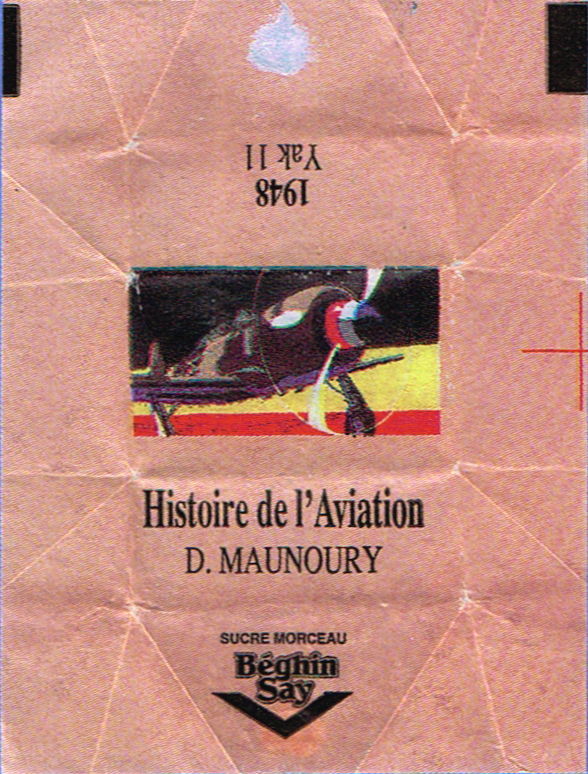 Yak 11
1948
Histoire de l'Aviation
D. MAUNOURY
SUCRE MORCEAU
Béghin
Say